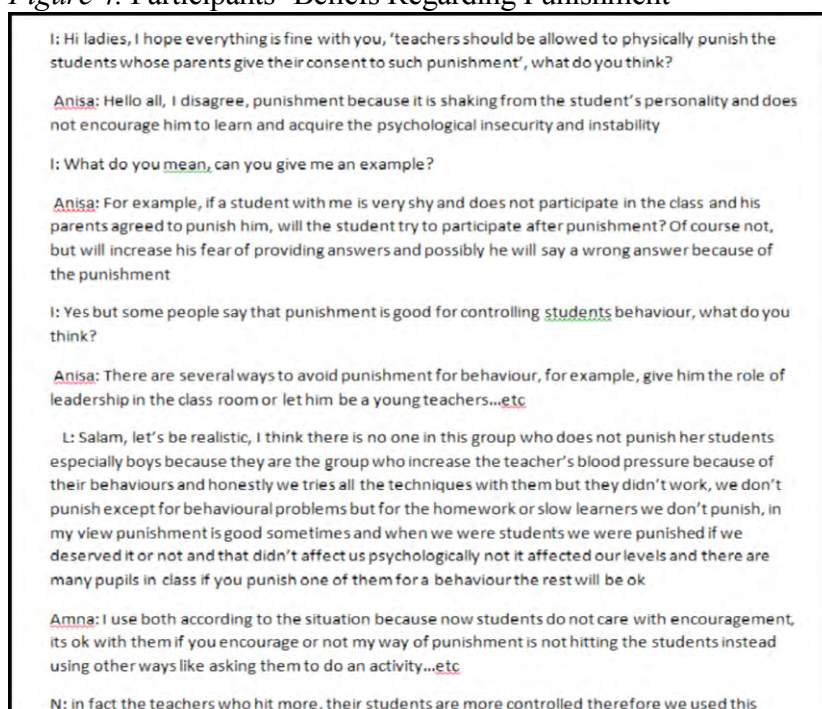 Figure 4. Participants' Beliefs Regarding Punishment
I: Hi ladies, I hope everything is fine with you, 'teachers should be allowed to physically punish the
students whose parents give their consent to such punishment', what do you think?
Anisa: Hello all, I disagree, punishment because it is shaking from the student's personality and does
not encourage him to learn and acquire the psychological insecurity and instability
I: What do you mean, can you give me an example?
Anisa: For example, if a student with me is very shy and does not participate in the class and his
parents agreed to punish him, will the student try to participate after punishment? Of course not,
but will increase his fear of providing answers and possibly he will say a wrong answer because of
the punishment
I: Yes but some people say that punishment is good for controlling students behaviour, what do you
think?
Anisa: There are several ways to avoid punishment for behaviour, for example, give him the role of
leadership in the class room or let him be a young teachers...etc
L: Salam, let's be realistic, I think there is no one in this group who does not punish her students
especially boys because they are the group who increase the teacher's blood pressure because of
their behaviours and honestly we tries all the techniques with them but they didn't work, we don't
punish except for behavioural problems but for the homework or slow learners we don't punish, in
my view punishment is good sometimes and when we were students we were punished if we
deserved it or not and that didn't affect us psychologically not it affected our levels and there are
many pupils in class if you punish one of them for a behaviour the rest will be ok
Amna: I use both according to the situation because now students do not care with encouragement,
its ok with them if you encourage or not my way of punishment is not hitting the students instead
using other ways like asking them to do an activity...etc
N: in fact the teachers who hit more, their students are more controlled therefore we used this